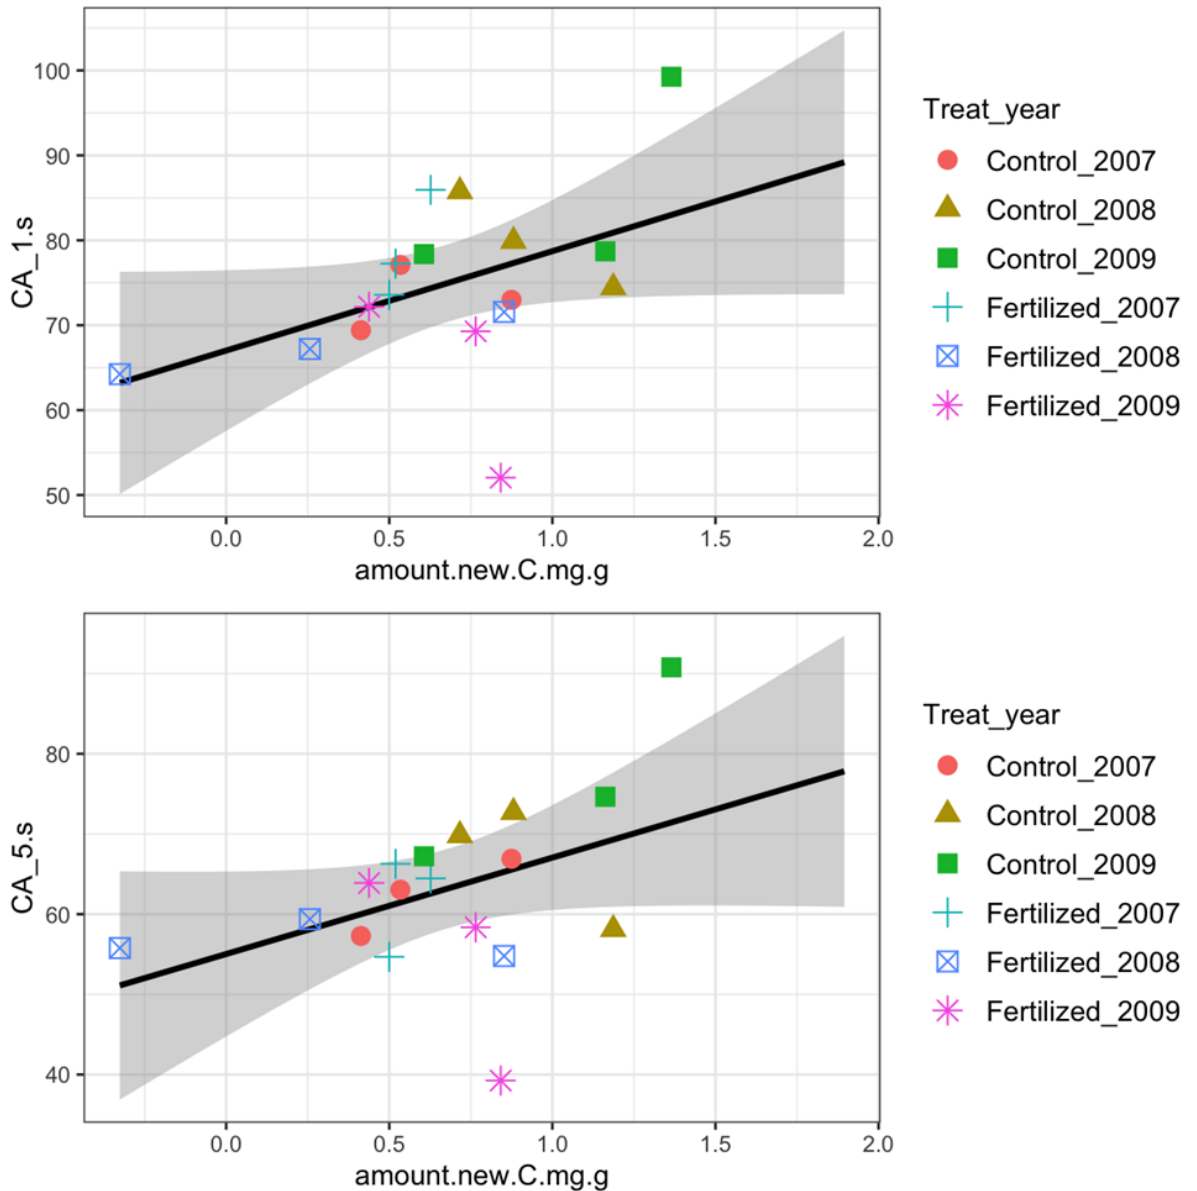 100
90
80
70
60
50
CA_1.s
0.0 0.5 1.0 1.5 2.0
amount.new.C.mg.g
Treat_year
Control_2007
Control_2008
Control_2009
Fertilized_2007
Fertilized_2008
Fertilized_2009
80
60
40
CA_5.s
0.0 0.5 1.0 1.5 2.0
amount.new.C.mg.g
Treat_year
Control_2007
Control_2008
Control_2009
Fertilized_2007
Fertilized_2008
Fertilized_2009